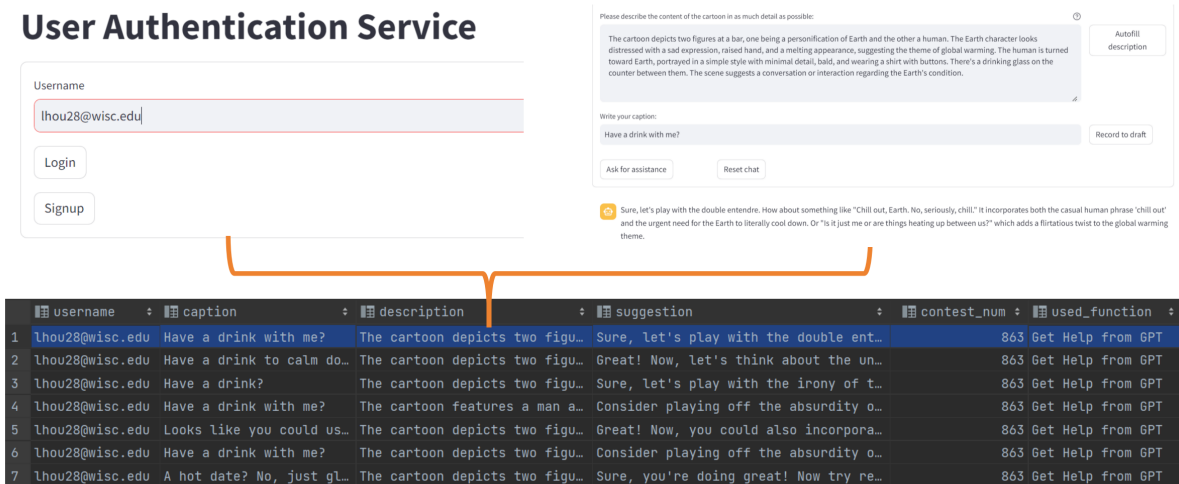 User Authentication Service
Username
lhou28@wisc.edu
Login
Signup
Please describe the content of the cartoon in as much detail as possible:
The cartoon depicts two figures at a bar, one being a personification of Earth and the other a human. The Earth character looks
distressed with a sad expression, raised hand, and a melting appearance, suggesting the theme of global warming. The human is turned
toward Earth, portrayed in a simple style with minimal detail, bald, and wearing a shirt with buttons. There's a drinking glass on the
counter between them. The scene suggests a conversation or interaction regarding the Earth's condition.
Autofill
description
Write your caption:
Have a drink with me?
Record to draft
Ask for assistance
Reset chat
Sure, let's play with the double entendre. How about something like "Chill out, Earth. No, seriously, chill." It incorporates both the casual human phrase 'chill out'
and the urgent need for the Earth to literally cool down. Or "Is it just me or are things heating up between us?" which adds a flirtatious twist to the global warming
theme.
username caption description suggestion contest_num used_function
1 lhou28@wisc.edu Have a drink with me? The cartoon depicts two figu… Sure, let's play with the double ent… 863 Get Help from GPT
2 lhou28@wisc.edu Have a drink to calm do… The cartoon depicts two figu… Great! Now, let's think about the un… 863 Get Help from GPT
3 lhou28@wisc.edu Have a drink? The cartoon depicts two figu… Sure, let's play with the irony of t… 863 Get Help from GPT
4 lhou28@wisc.edu Have a drink with me? The cartoon features a man a… Consider playing off the absurdity o… 863 Get Help from GPT
5 lhou28@wisc.edu Looks like you could us… The cartoon depicts two figu… Great! Now, you could also incorpora… 863 Get Help from GPT
6 lhou28@wisc.edu Have a drink with me? The cartoon depicts two figu… Consider playing off the absurdity o… 863 Get Help from GPT
7 lhou28@wisc.edu A hot date? No, just gl… The cartoon depicts two figu… Sure, you're doing great! Now try re… 863 Get Help from GPT